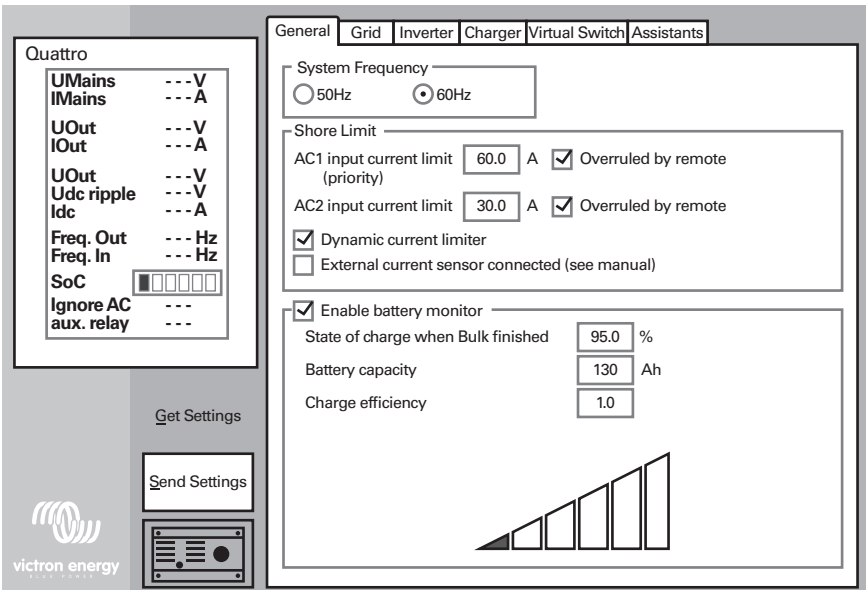 Quattro
UMains ---V
IMains ---A
UOut ---V
IOut ---A
UOut ---V
Udc ripple ---V
Idc ---A
Freq. Out ---Hz
Freq. In ---Hz
SoC
Ignore AC ---
aux. relay ---
Get Settings
Send Settings
victron energy
BLUE POWER
General Grid Inverter Charger Virtual Switch Assistants
System Frequency
50Hz 60Hz
Shore Limit
AC1 input current limit 60.0 A Overruled by remote
(priority)
AC2 input current limit 30.0 A Overruled by remote
Dynamic current limiter
External current sensor connected (see manual)
Enable battery monitor
State of charge when Bulk finished 95.0 %
Battery capacity 130 Ah
Charge efficiency 1.0